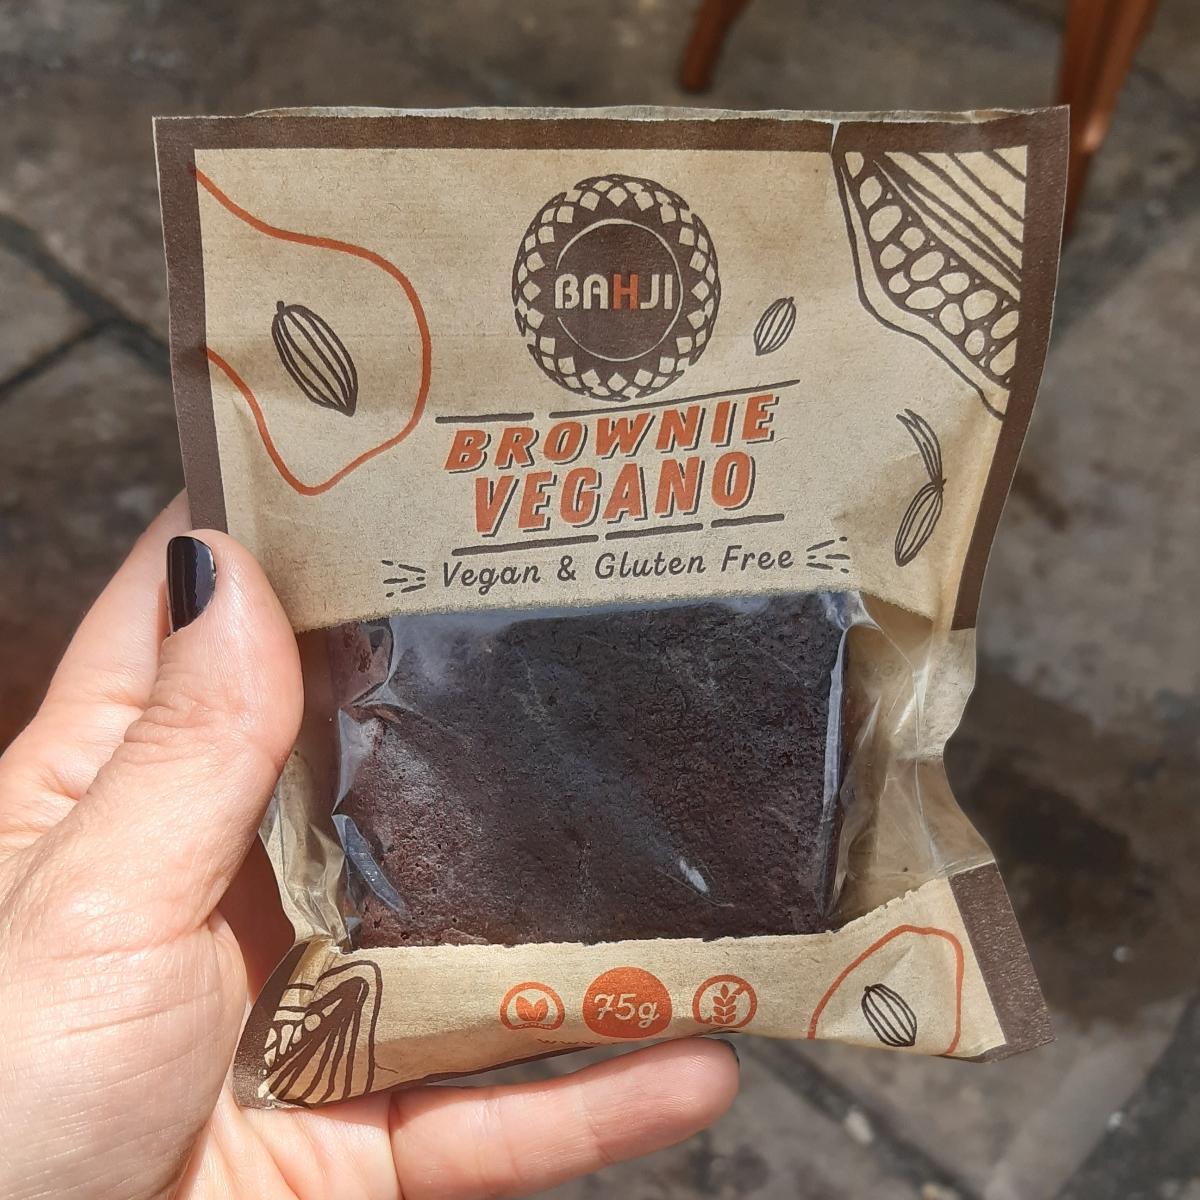 BAHJI
BROWNIE
VEGANO
Vegan & Gluten Free
75g